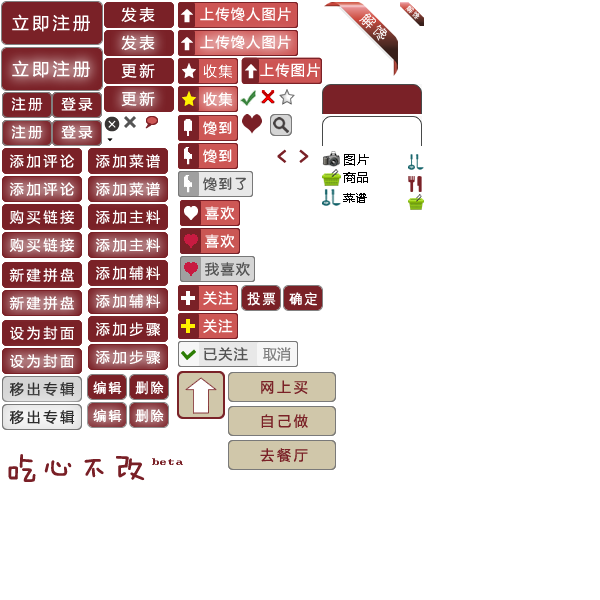 立即注册
立即注册
注册
登录
注册
登录
发表
发表
更新
更新
添加评论
添加评论
购买链接
购买链接
新建拼盘
新建拼盘
设为封面
设为封面
移出专辑
移出专辑
添加菜谱
添加菜谱
添加主料
添加主料
添加辅料
添加辅料
添加步骤
添加步骤
编辑
删除
编辑
删除
上传馋人图片
上传馋人图片
收集
上传图片
收集
馋到
馋到
馋到了
喜欢
喜欢
我喜欢
关注
投票
确定
关注
已关注
取消
网上买
自己做
去餐厅
解馋
解馋
图片
商品
菜谱
吃心不改 beta